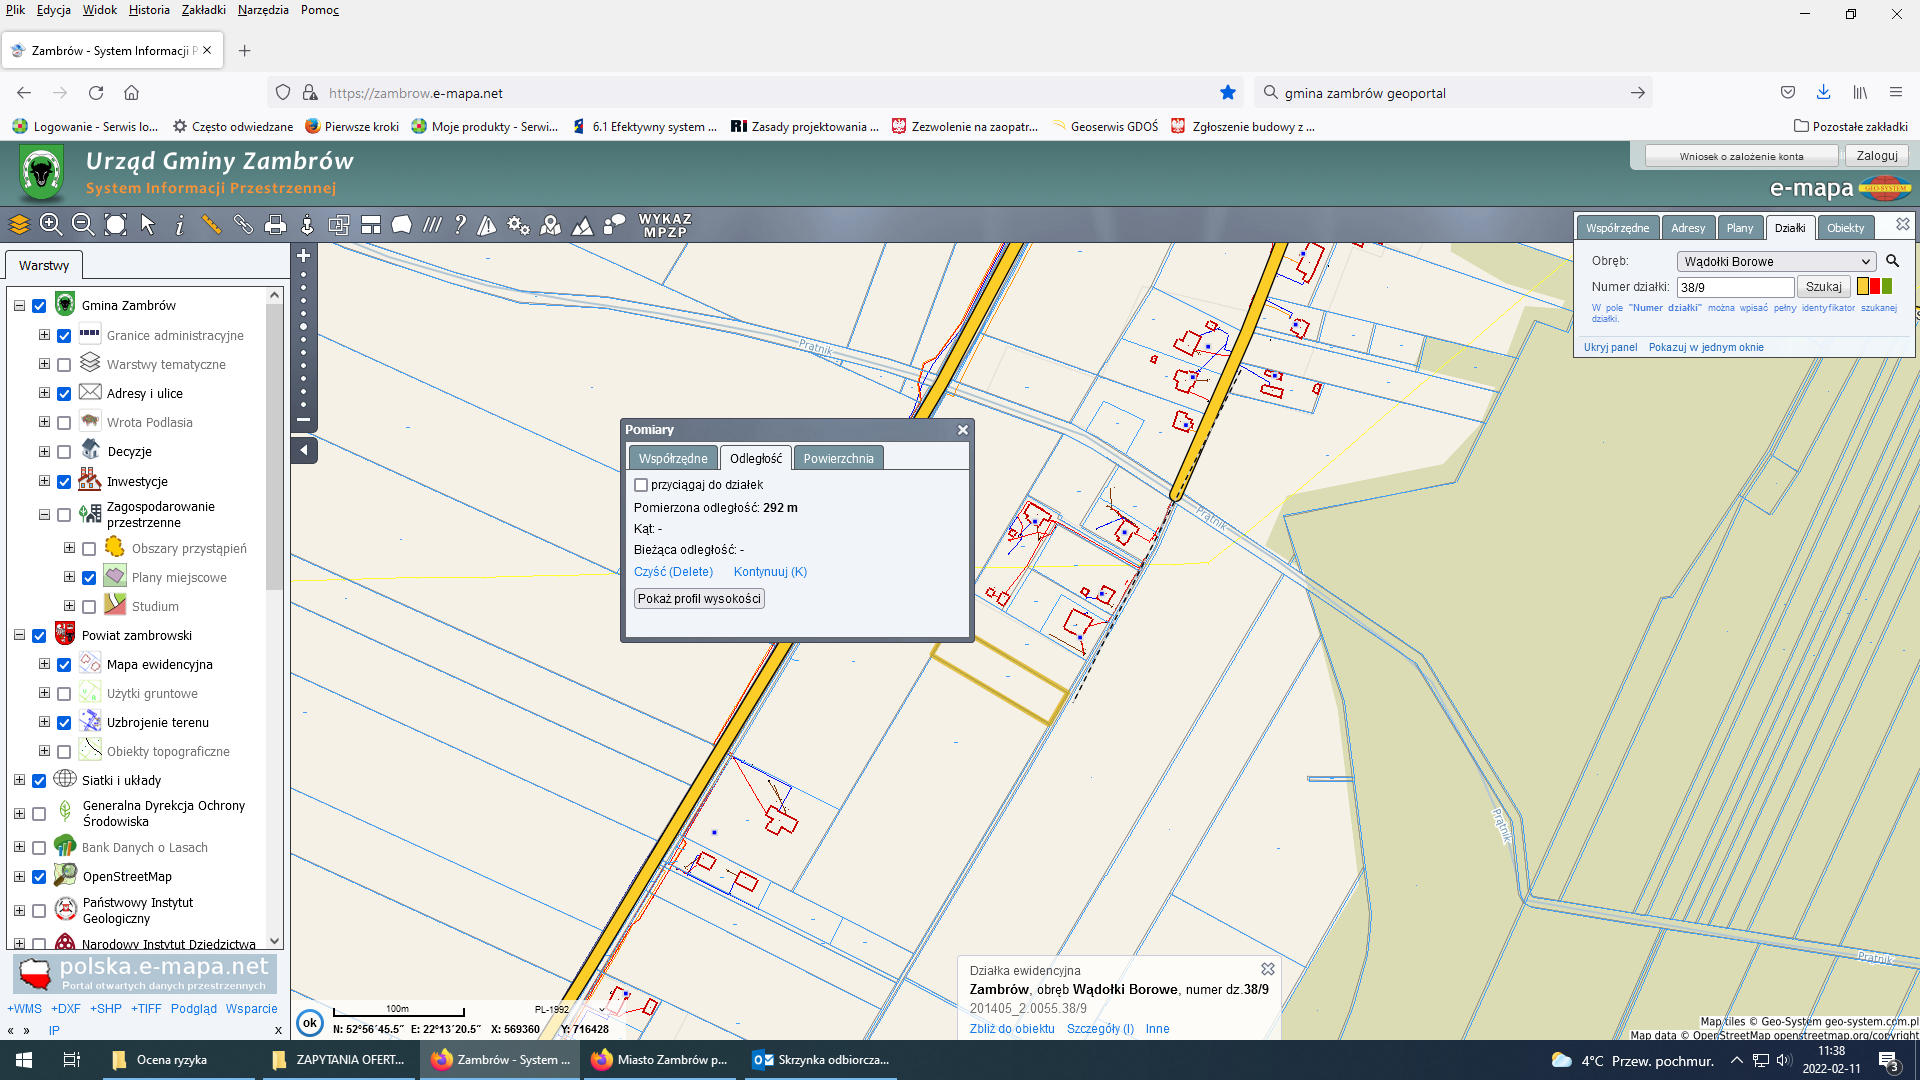 Plik Edycja Widok Historia Zakładki Narzędzia Pomoc
Zambrów - System Informacji P
https://zambrow.e-mapa.net
gmina zambrów geoportal
Logowanie - Serwis lo...
Często odwiedzane
Pierwsze kroki
Moje produkty - Serwi...
6.1 Efektywny system ...
Zasady projektowania ...
Zezwolenie na zaopatr...
Geoserwis GDOŚ
Zgłoszenie budowy z ...
Pozostałe zakładki
Urząd Gminy Zambrów
System Informacji Przestrzennej
Wniosek o założenie konta
Zaloguj
e-mapa
GEO-SYSTEM
WYKAZ
MPZP
Współrzędne Adresy Plany Działki Obiekty
Obręb: Wądołki Borowe
Numer działki: 38/9 Szukaj
W pole "Numer działki" można wpisać pełny identyfikator szukanej
działki.
Ukryj panel Pokazuj w jednym oknie
Warstwy
Gmina Zambrów
Granice administracyjne
Warstwy tematyczne
Adresy i ulice
Wrota Podlasia
Decyzje
Inwestycje
Zagospodarowanie
przestrzenne
Obszary przystąpień
Plany miejscowe
Studium
Powiat zambrowski
Mapa ewidencyjna
Użytki gruntowe
Uzbrojenie terenu
Obiekty topograficzne
Siatki i układy
Generalna Dyrekcja Ochrony
Środowiska
Bank Danych o Lasach
OpenStreetMap
Państwowy Instytut
Geologiczny
Narodowy Instytut Dziedzictwa
polska.e-mapa.net
Portal otwartych danych przestrzennych
+WMS +DXF +SHP +TIFF Podgląd Wsparcie
« » IP x
Prątnik
Prątnik
Prątnik
Prątnik
Pomiary
Współrzędne Odległość Powierzchnia
przyciągaj do działek
Pomierzona odległość: 292 m
Kąt: -
Bieżąca odległość: -
Czyść (Delete) Kontynuuj (K)
Pokaż profil wysokości
Działka ewidencyjna
Zambrów, obręb Wądołki Borowe, numer dz.38/9
201405_2.0055.38/9
Zbliż do obiektu Szczegóły (I) Inne
100m
PL-1992
ok
N: 52°56´45.5˝ E: 22°13´20.5˝ X: 569360 Y: 716428
Map tiles © Geo-System geo-system.com.pl
Map data © OpenStreetMap openstreetmap.org/copyright
Ocena ryzyka
ZAPYTANIA OFERT...
Zambrów - System ...
Miasto Zambrów p...
Skrzynka odbiorcza...
4°C Przew. pochmur.
11:38
2022-02-11
3